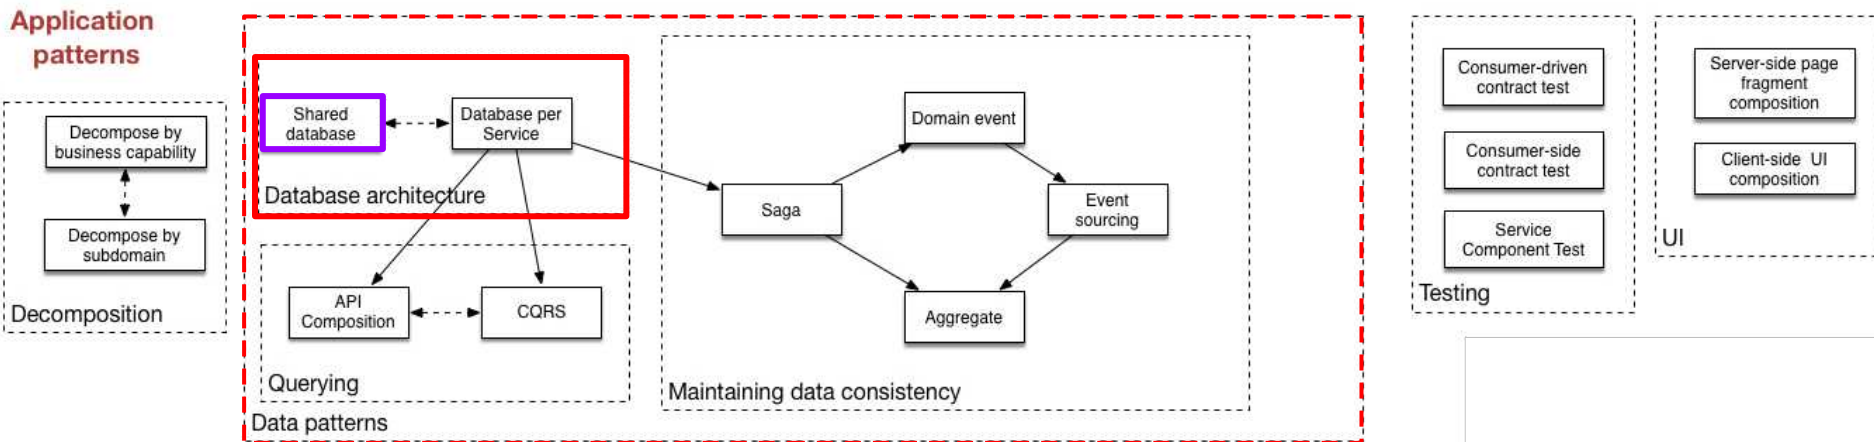 Application
patterns
Decompose by
business capability
Decompose by
subdomain
Decomposition
Shared
database
Database per
Service
Database architecture
API
Composition
CQRS
Querying
Data patterns
Domain event
Saga
Event
sourcing
Aggregate
Maintaining data consistency
Consumer-driven
contract test
Consumer-side
contract test
Service
Component Test
Testing
Server-side page
fragment
composition
Client-side UI
composition
UI